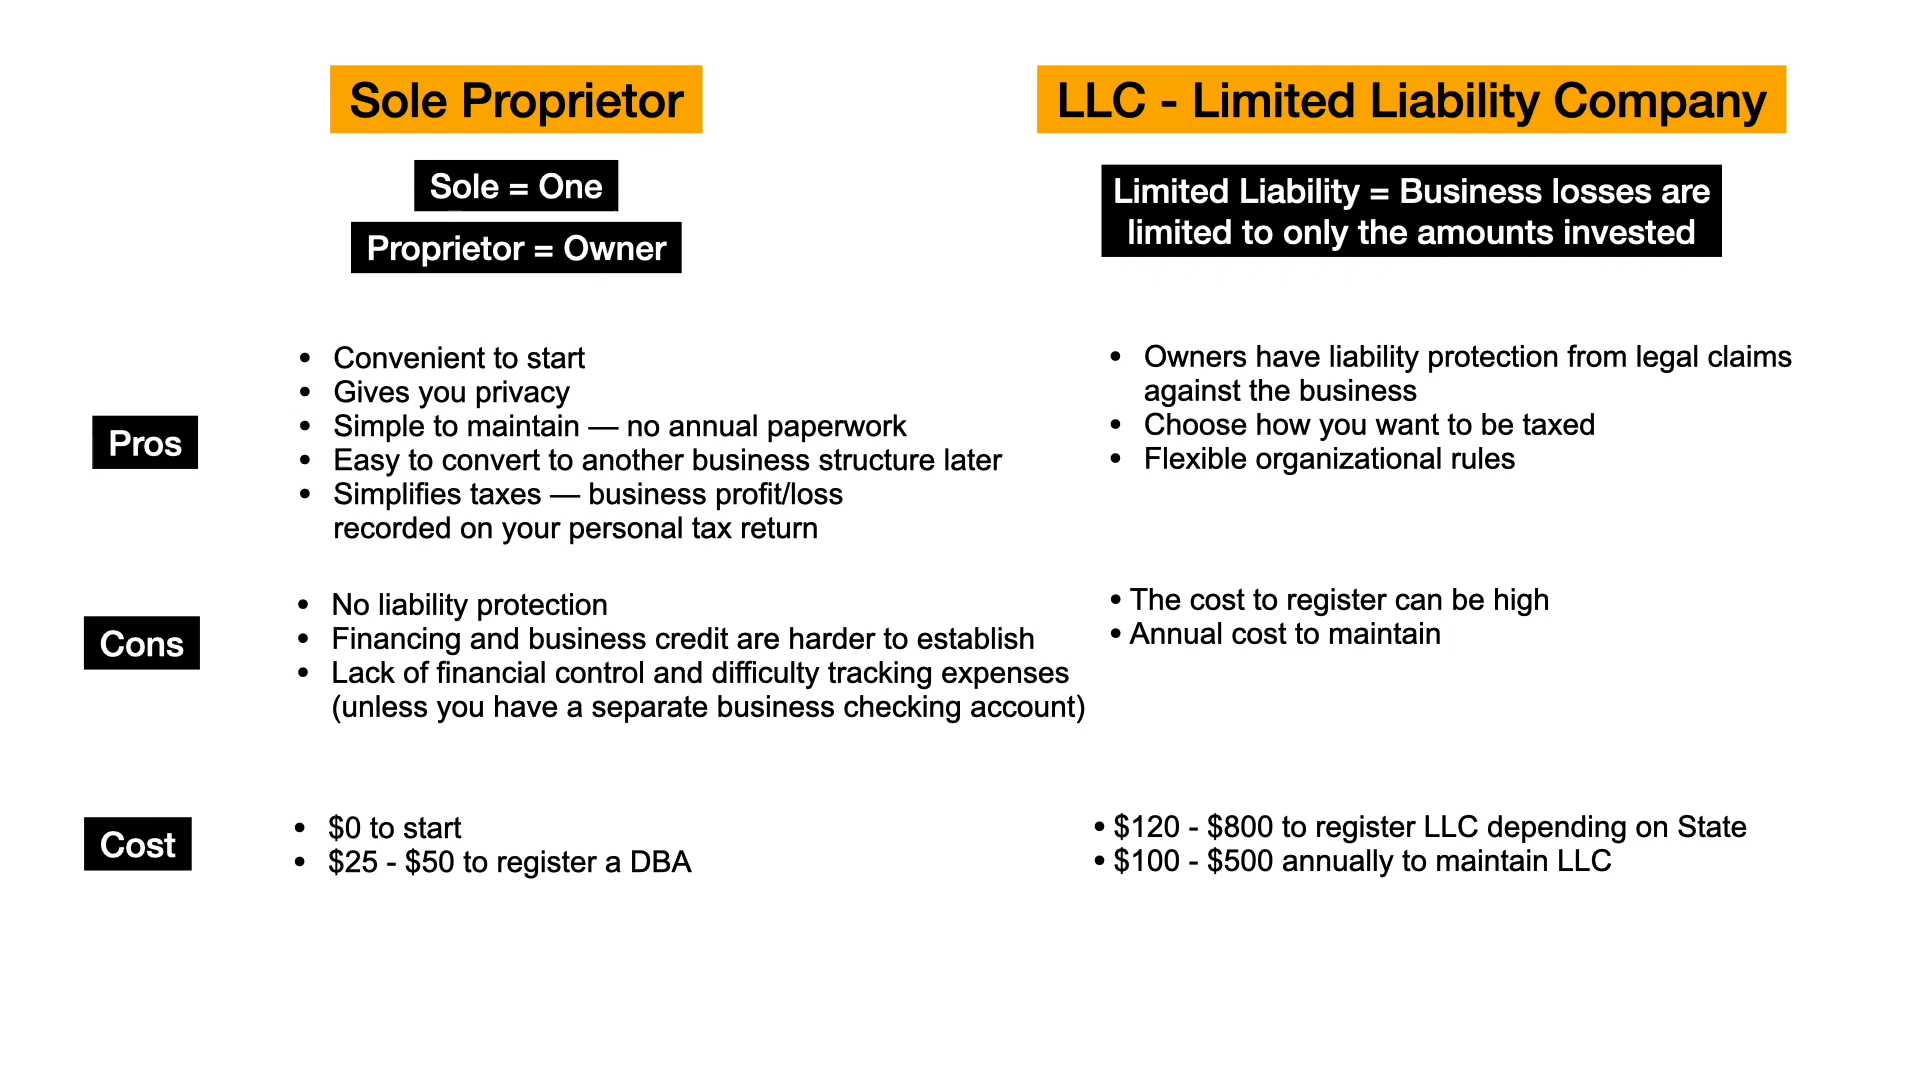 Sole Proprietor
Sole = One
Proprietor = Owner
LLC - Limited Liability Company
Limited Liability = Business losses are
limited to only the amounts invested
Pros
• Convenient to start
• Gives you privacy
• Simple to maintain — no annual paperwork
• Easy to convert to another business structure later
• Simplifies taxes — business profit/loss
recorded on your personal tax return
• Owners have liability protection from legal claims
against the business
• Choose how you want to be taxed
• Flexible organizational rules
Cons
• No liability protection
• Financing and business credit are harder to establish
• Lack of financial control and difficulty tracking expenses
(unless you have a separate business checking account)
• The cost to register can be high
• Annual cost to maintain
Cost
• $0 to start
• $25 - $50 to register a DBA
• $120 - $800 to register LLC depending on State
• $100 - $500 annually to maintain LLC